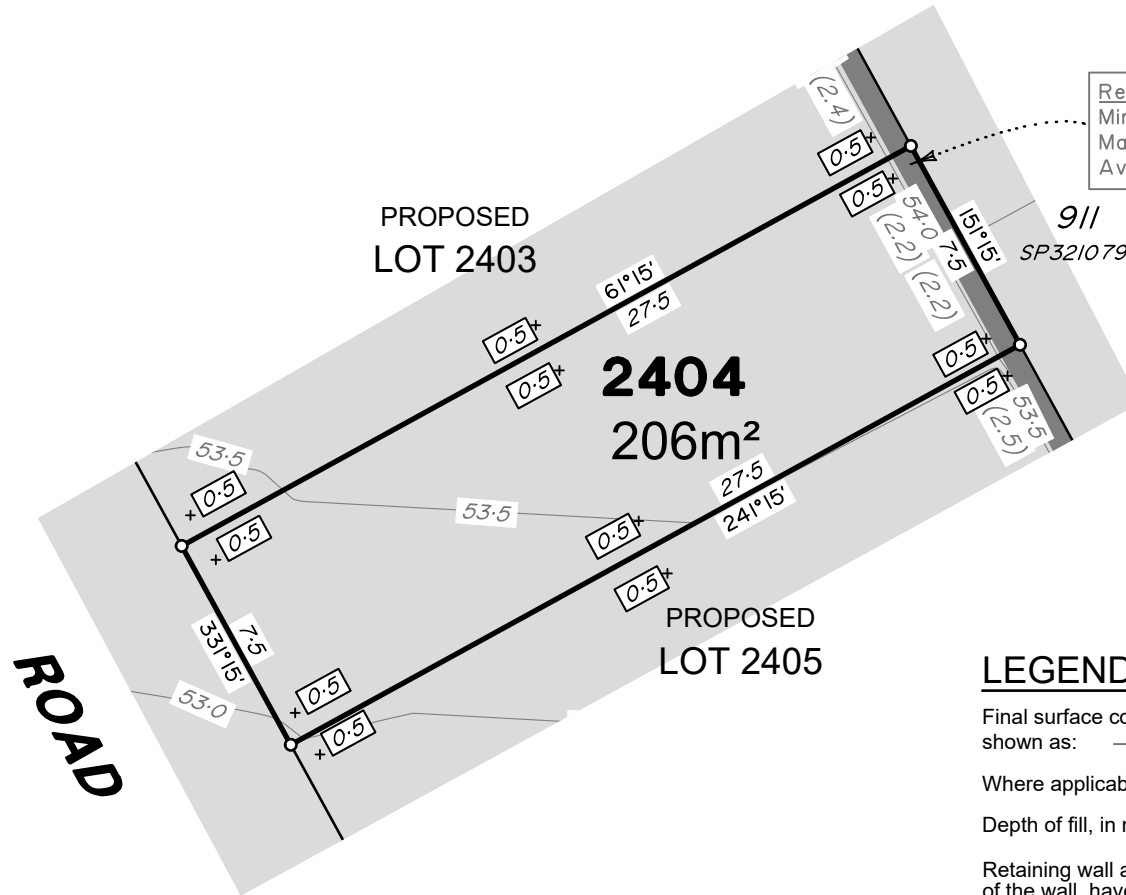 (2.4)
0·5
0·5
Re
Min
Ma
Av
54·0
(2.2)
(2.2)
7·5
151°15'
911
SP321079
PROPOSED
LOT 2403
61°15'
27·5
0·5
0·5
2404
206m²
0·5
0·5
53·5
(2.5)
53·5
53·5
0·5
0·5
27·5
241°15'
0·5
0·5
PROPOSED
LOT 2405
7·5
331°15'
ROAD
53·0
0·5
0·5
LEGEND
Final surface co
shown as:
Where applicab
Depth of fill, in
Retaining wall a
of the wall, have